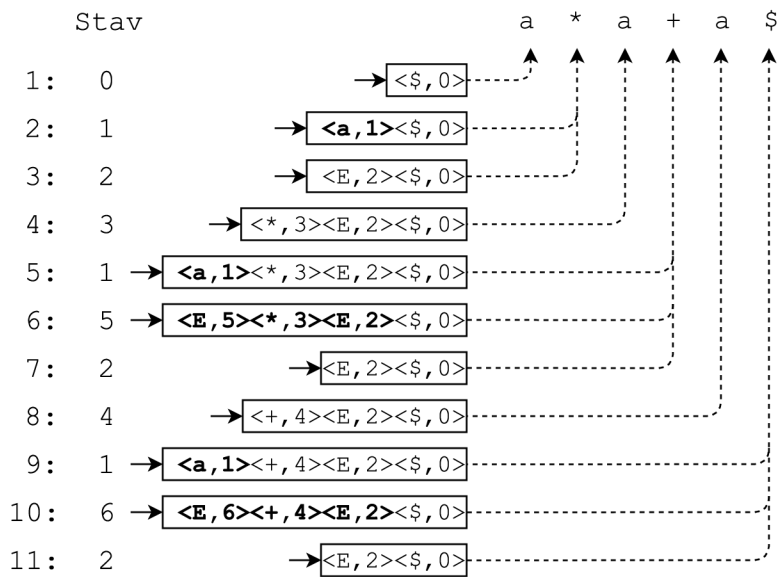 Stav a * a + a $
1: 0 <$,0>
2: 1 <a,1><$,0>
3: 2 <E,2><$,0>
4: 3 <*,3><E,2><$,0>
5: 1 <a,1><*,3><E,2><$,0>
6: 5 <E,5><*,3><E,2><$,0>
7: 2 <E,2><$,0>
8: 4 <+,4><E,2><$,0>
9: 1 <a,1><+,4><E,2><$,0>
10: 6 <E,6><+,4><E,2><$,0>
11: 2 <E,2><$,0>